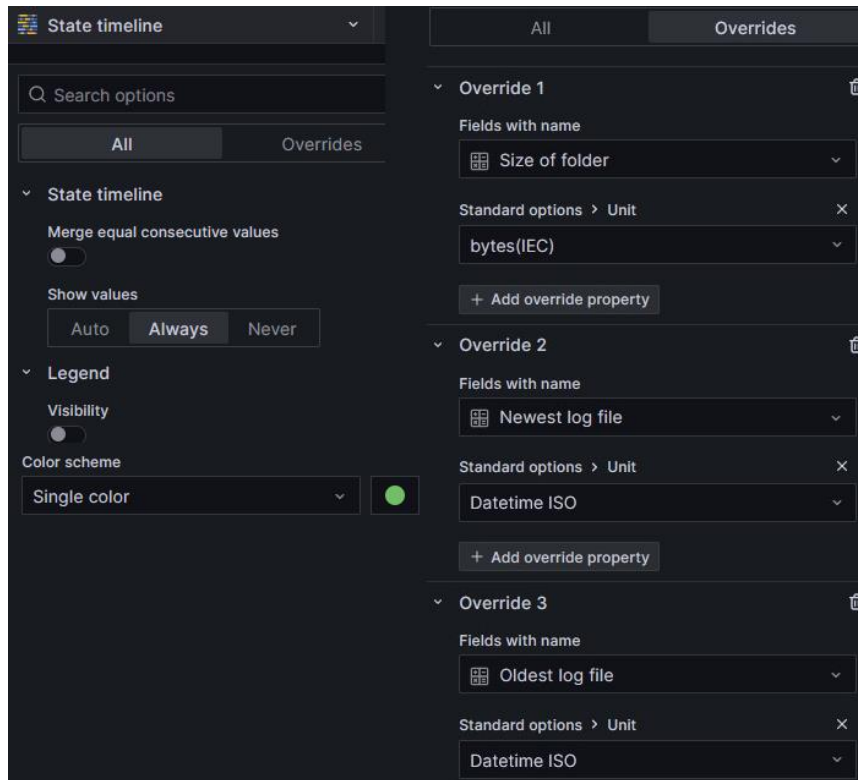 State timeline
Search options
All
Overrides
State timeline
Merge equal consecutive values
Show values
Auto
Always
Never
Legend
Visibility
Color scheme
Single color
All
Overrides
Override 1
Fields with name
Size of folder
Standard options > Unit
bytes(IEC)
+ Add override property
Override 2
Fields with name
Newest log file
Standard options > Unit
Datetime ISO
+ Add override property
Override 3
Fields with name
Oldest log file
Standard options > Unit
Datetime ISO